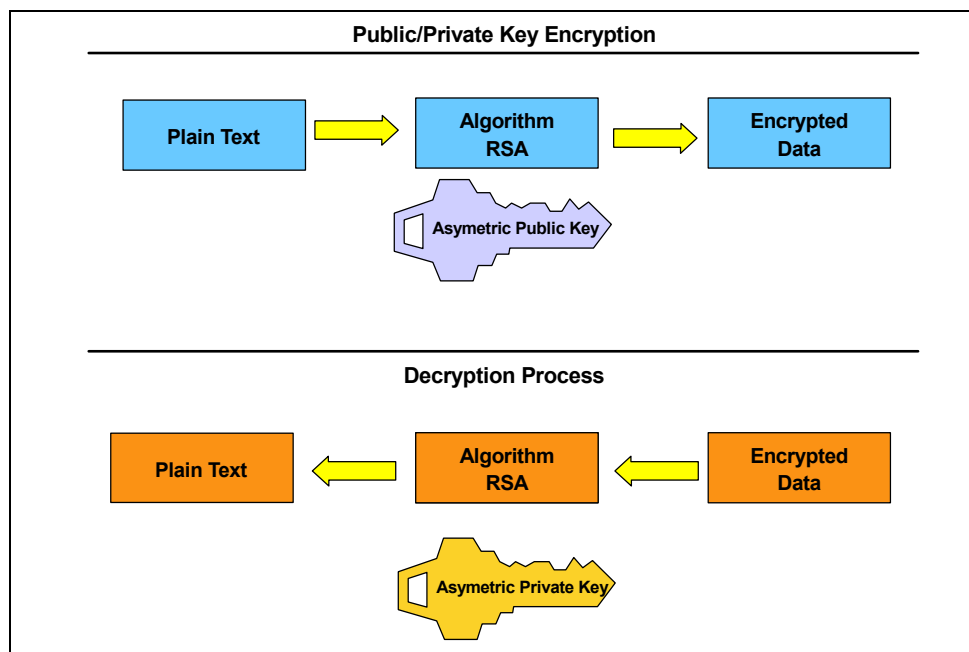 Public/Private Key Encryption
Plain Text
Algorithm
RSA
Encrypted
Data
Asymetric Public Key
Decryption Process
Plain Text
Algorithm
RSA
Encrypted
Data
Asymetric Private Key